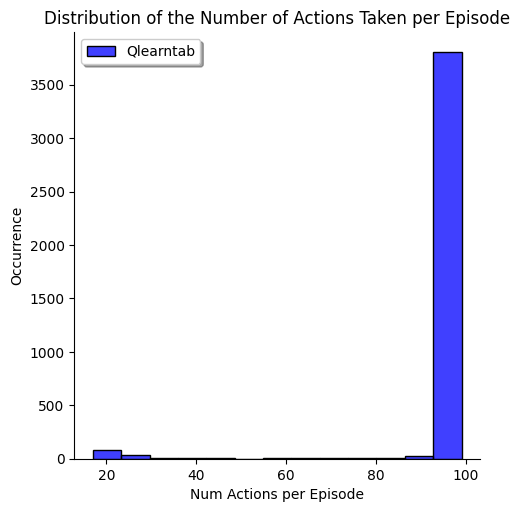 Distribution of the Number of Actions Taken per Episode
Qlearntab
3500
3000
2500
2000
1500
1000
500
0
Occurrence
20 40 60 80 100
Num Actions per Episode